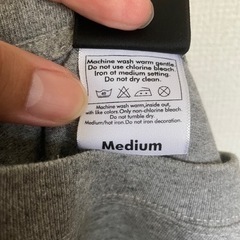 Machine wash warm gentle.
Do not use chlorine bleach.
Iron at medium setting.
Do not dry clean.
Machine wash warm,inside out,
with like colors.Only non-chlorine bleach.
Do not tumble dry.
Medium/hot iron.Do not iron decoration.
Medium